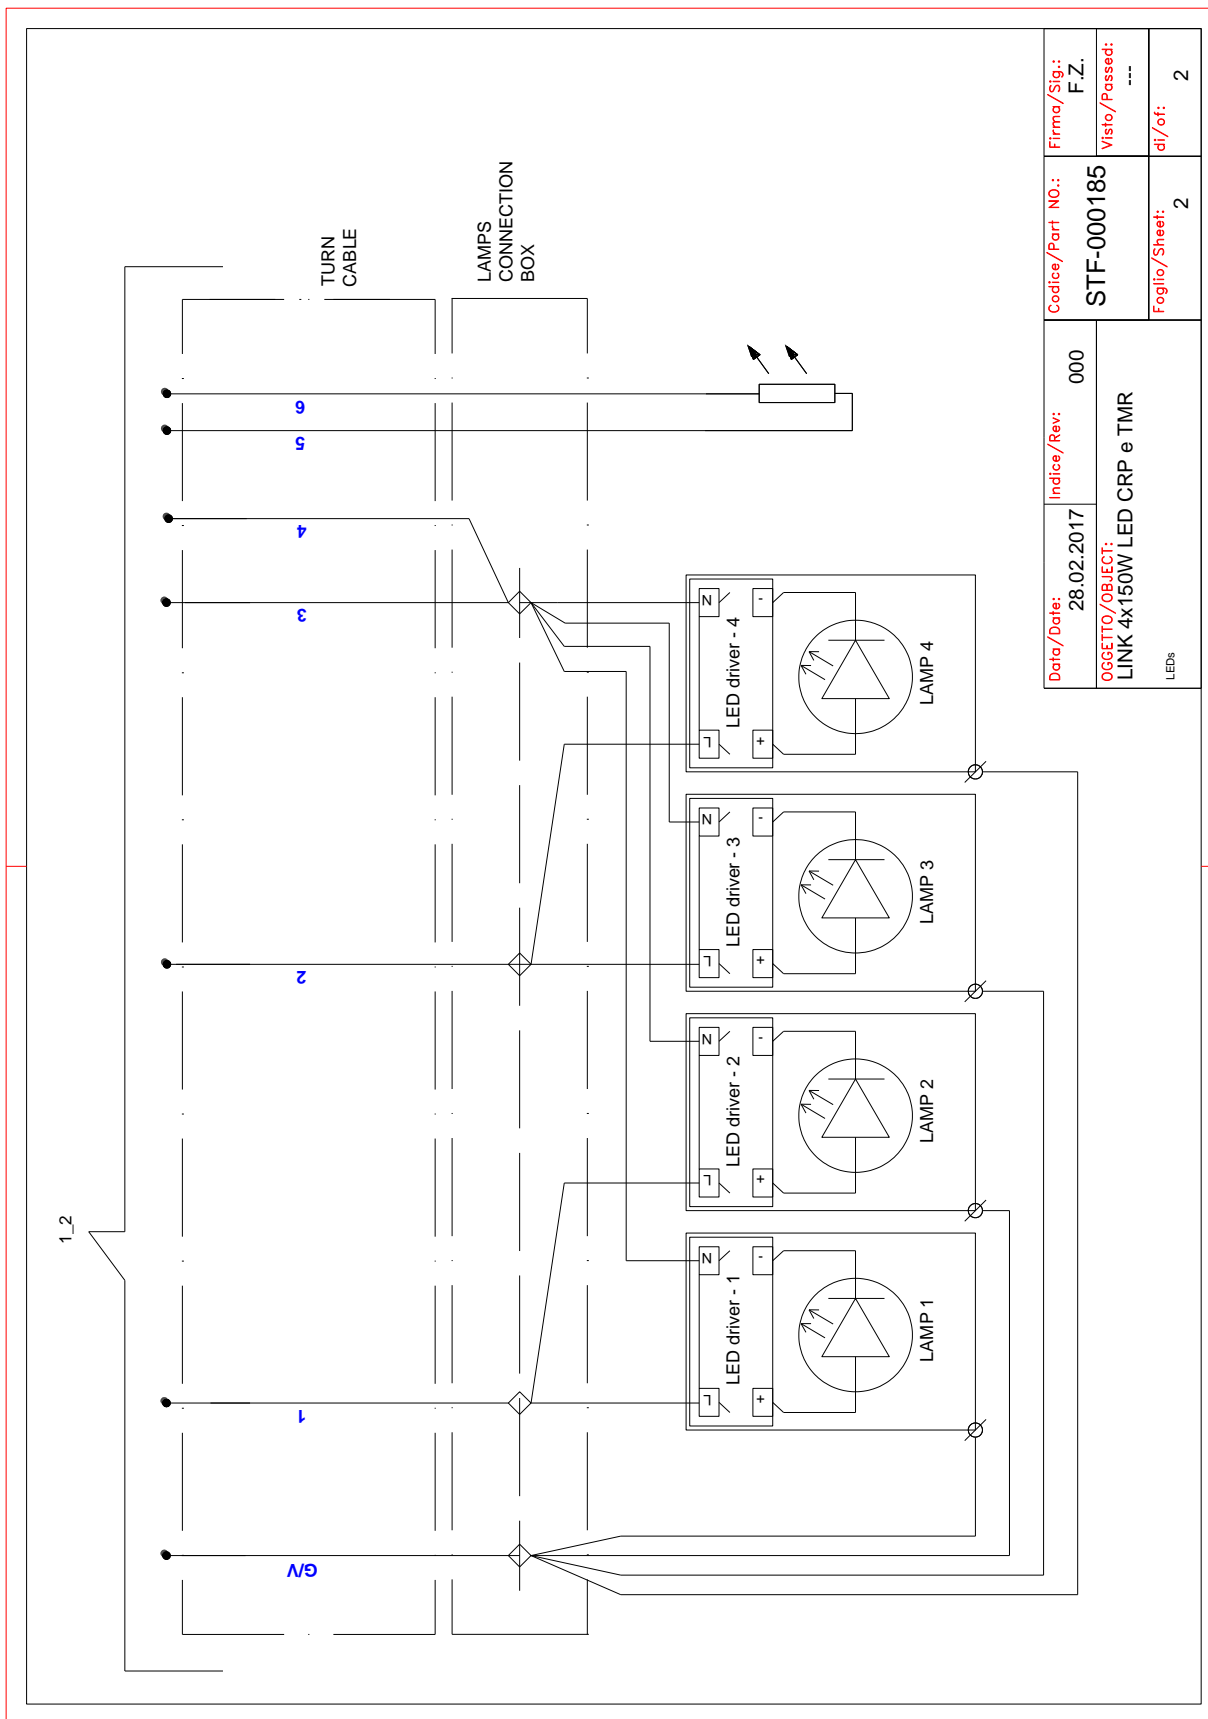 1_2
TURN
CABLE
LAMPS
CONNECTION
BOX
G/V
1
2
3
4
5
6
LED driver - 1
L
N
+
-
LAMP 1
LED driver - 2
L
N
+
-
LAMP 2
LED driver - 3
L
N
+
-
LAMP 3
LED driver - 4
L
N
+
-
LAMP 4
Data/Date:
28.02.2017
Indice/Rev:
000
Codice/Part NO.:
STF-000185
Firma/Sig.:
F.Z.
OGGETTO/OBJECT:
LINK 4x150W LED CRP e TMR
LEDs
Visto/Passed:
---
Foglio/Sheet:
2
di/of:
2